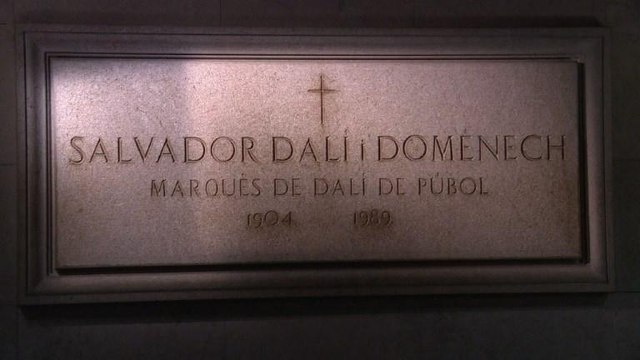 SALVADOR DALÍ i DOMÈNECH
MARQUÈS DE DALÍ DE PÚBOL
1904 1989